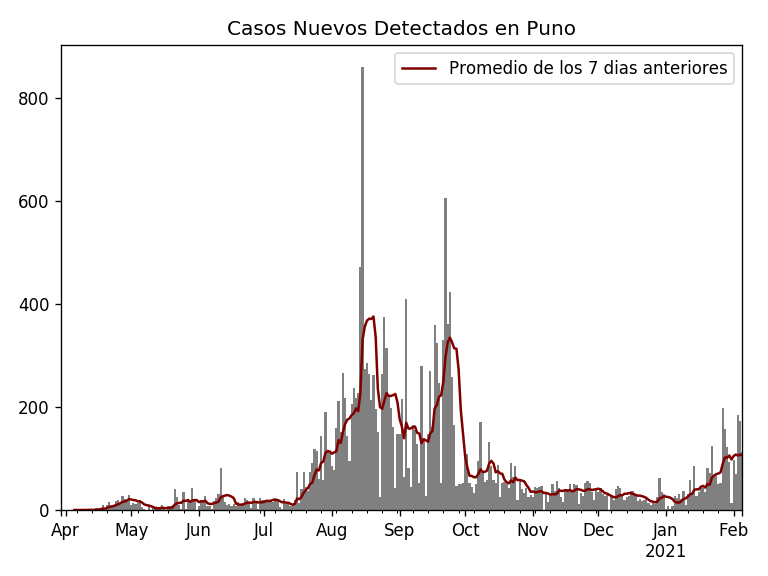 Casos Nuevos Detectados en Puno
Promedio de los 7 dias anteriores
800
600
400
200
0
Apr May Jun Jul Aug Sep Oct Nov Dec Jan Feb
2021